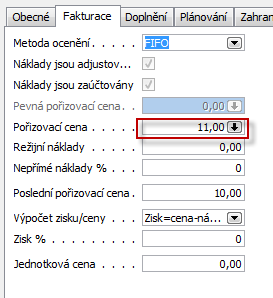 Obecné Fakturace Doplnění Plánování Zahran
Metoda ocenění . . . . FIFO
Náklady jsou adjustov...
Náklady jsou zaúčtovány
Pevná pořizovací cena . 0,00
Pořizovací cena . . . . . 11,00
Režijní náklady . . . . . 0,00
Nepřímé náklady % . . . 0
Poslední pořizovací cena . 10,00
Výpočet zisku/ceny . . . Zisk=cena-ná...
Zisk % . . . . . . . . . 0
Jednotková cena . . . . 0,00